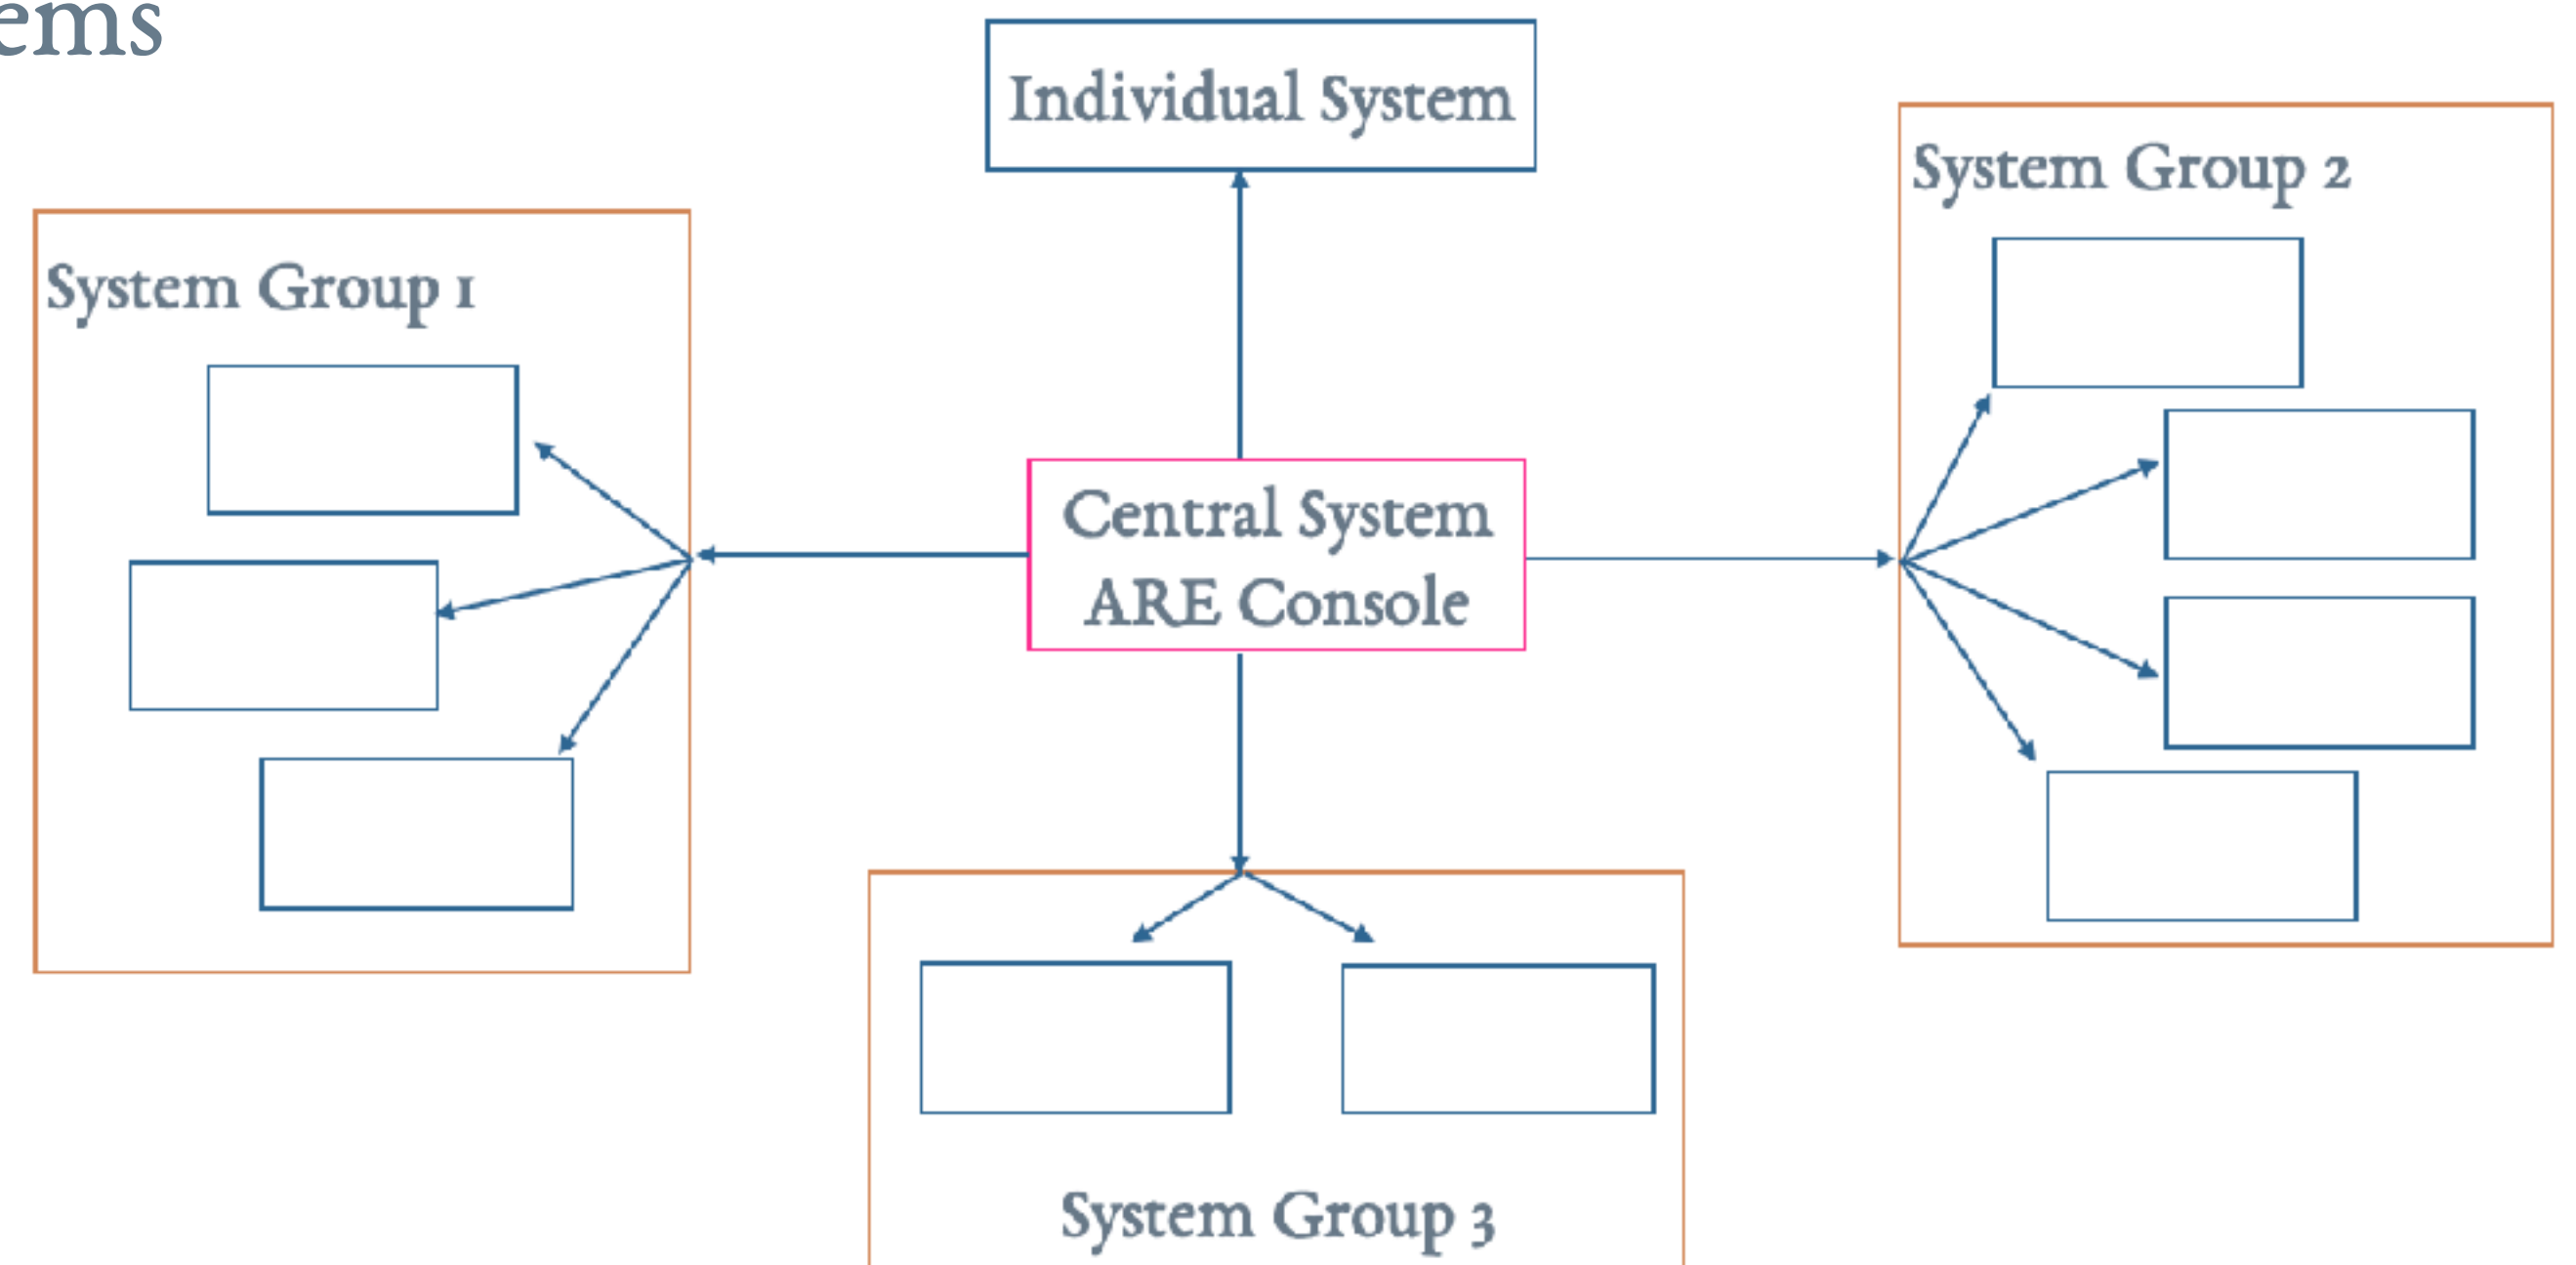 ems
Individual System
System Group 2
System Group 1
Central System
ARE Console
System Group 3